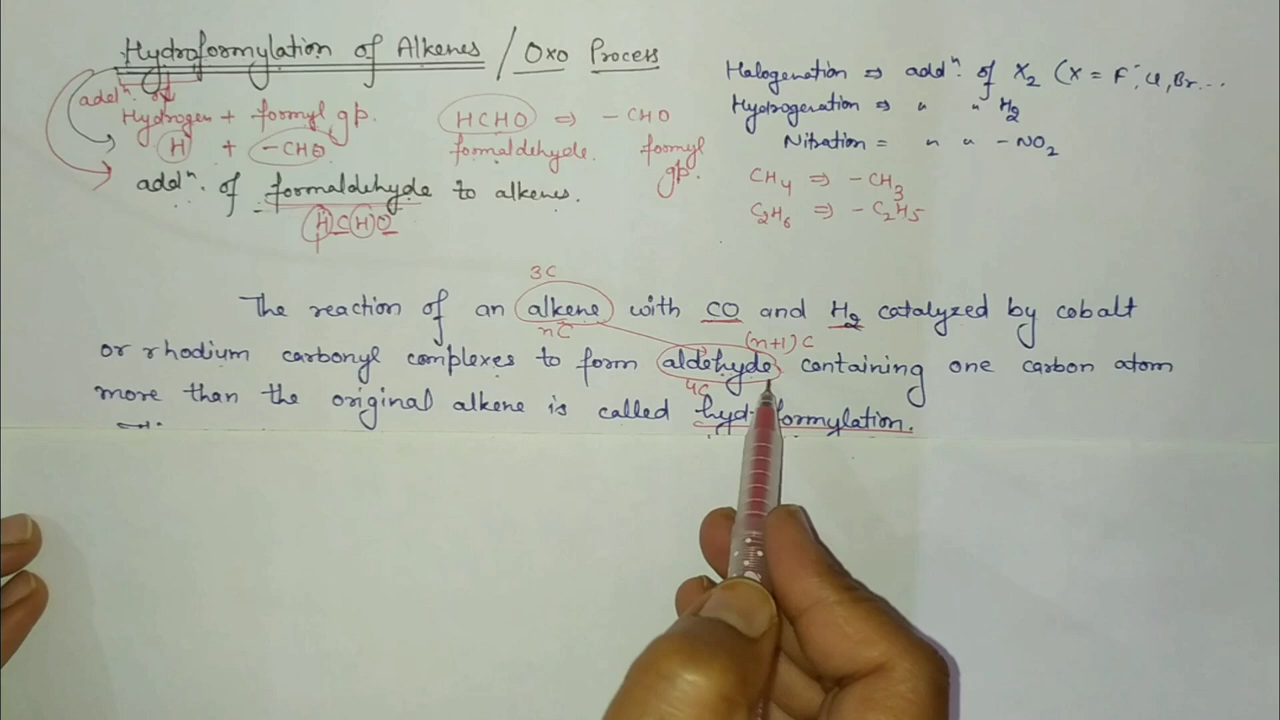 Hydroformylation of Alkenes / Oxo Process
addⁿ. of
Hydrogen + formyl gp.
H + -CHO
HCHO ⇒ -CHO
formaldehyde. formyl gp.
addⁿ. of formaldehyde to alkenes.
HCHO
Halogenation ⇒ addⁿ. of X₂ (X = F, Cl, Br...
Hydrogenation ⇒ " " H₂
Nitration = " " -NO₂
CH₄ ⇒ -CH₃
C₂H₆ ⇒ -C₂H₅
3C
The reaction of an alkene with CO and H₂ catalyzed by cobalt
nC (n+1)C
or rhodium carbonyl complexes to form aldehyde containing one carbon atom
4C
more than the original alkene is called hydroformylation.